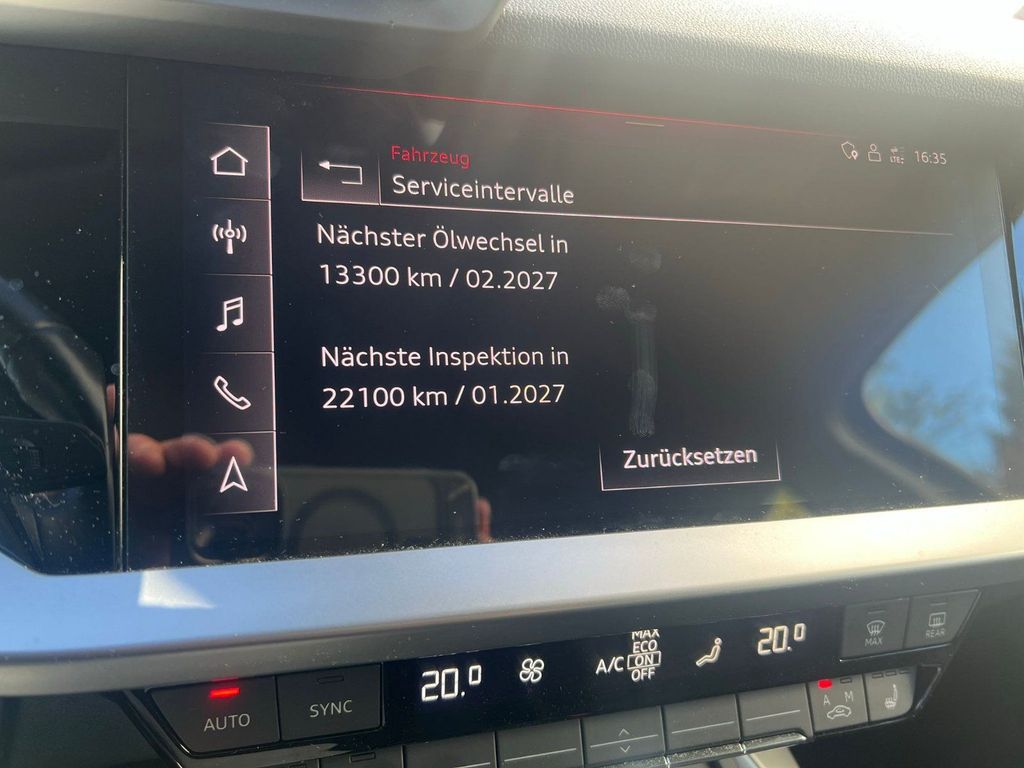 Fahrzeug
Serviceintervalle
LTE
16:35
Nächster Ölwechsel in
13300 km / 02.2027
Nächste Inspektion in
22100 km / 01.2027
Zurücksetzen
AUTO
SYNC
20.0
A/C
MAX
ECO
ON
OFF
20.0
MAX
REAR
A
M